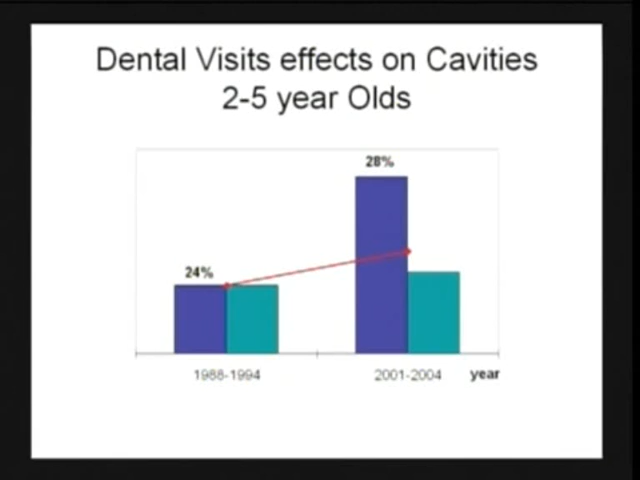 Dental Visits effects on Cavities
2-5 year Olds
28%
24%
1988-1994
2001-2004
year